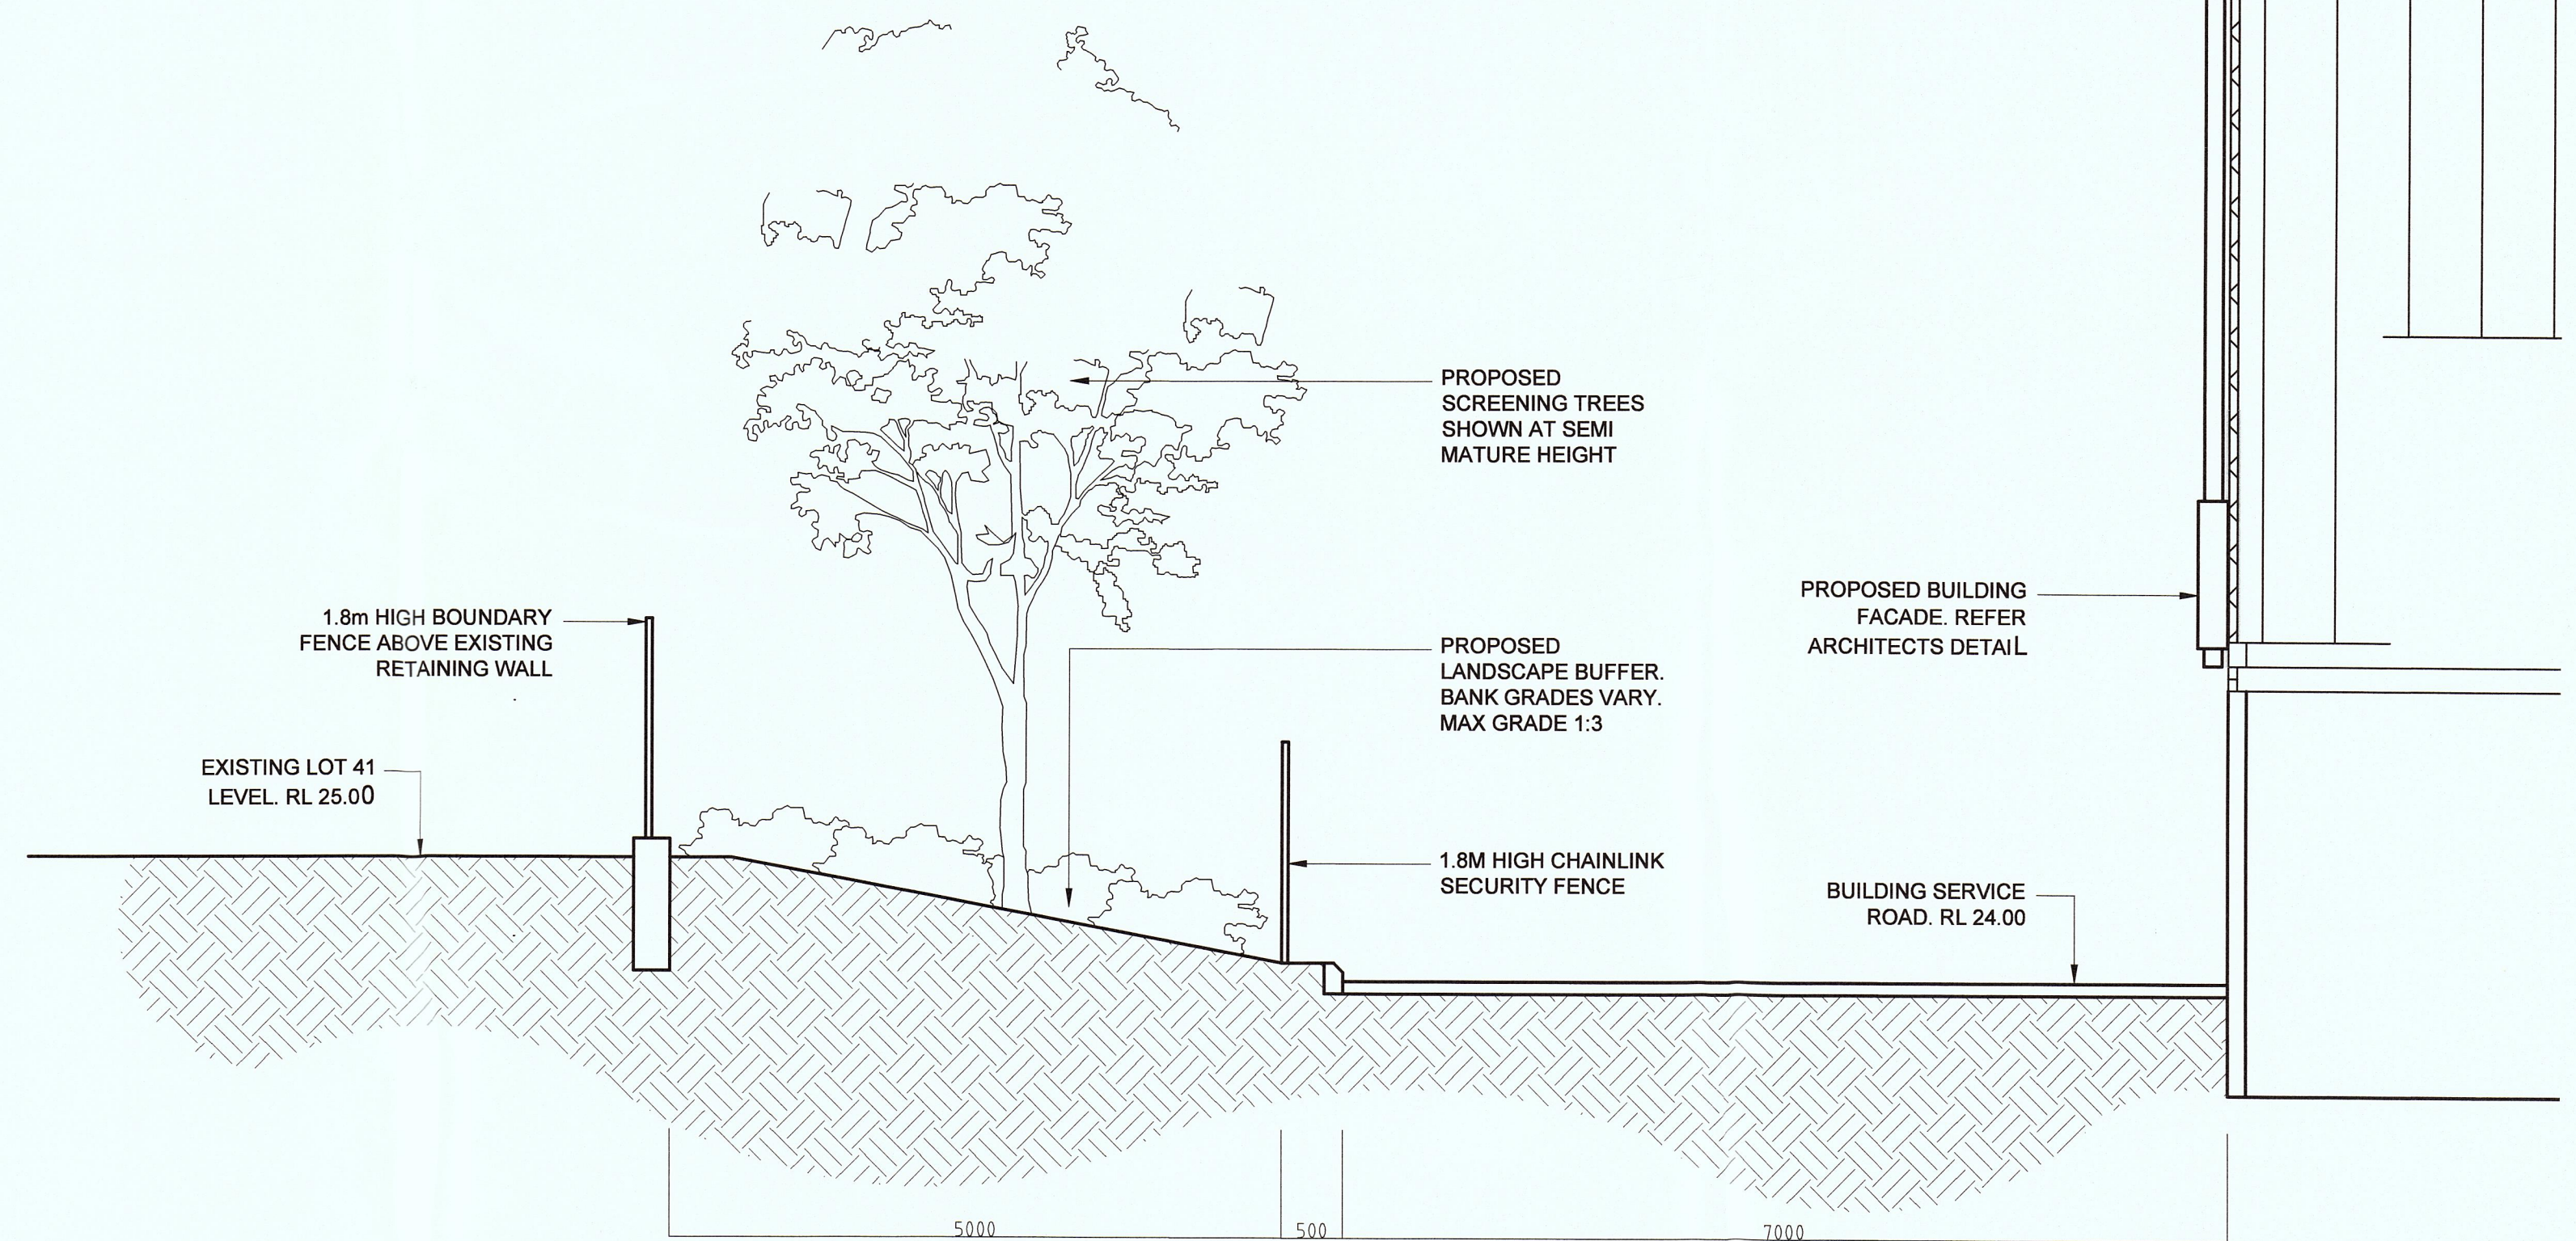 PROPOSED
SCREENING TREES
SHOWN AT SEMI
MATURE HEIGHT
1.8m HIGH BOUNDARY
FENCE ABOVE EXISTING
RETAINING WALL
PROPOSED
LANDSCAPE BUFFER.
BANK GRADES VARY.
MAX GRADE 1:3
PROPOSED BUILDING
FACADE. REFER
ARCHITECTS DETAIL
EXISTING LOT 41
LEVEL. RL 25.00
1.8M HIGH CHAINLINK
SECURITY FENCE
BUILDING SERVICE
ROAD. RL 24.00
5000
500
7000